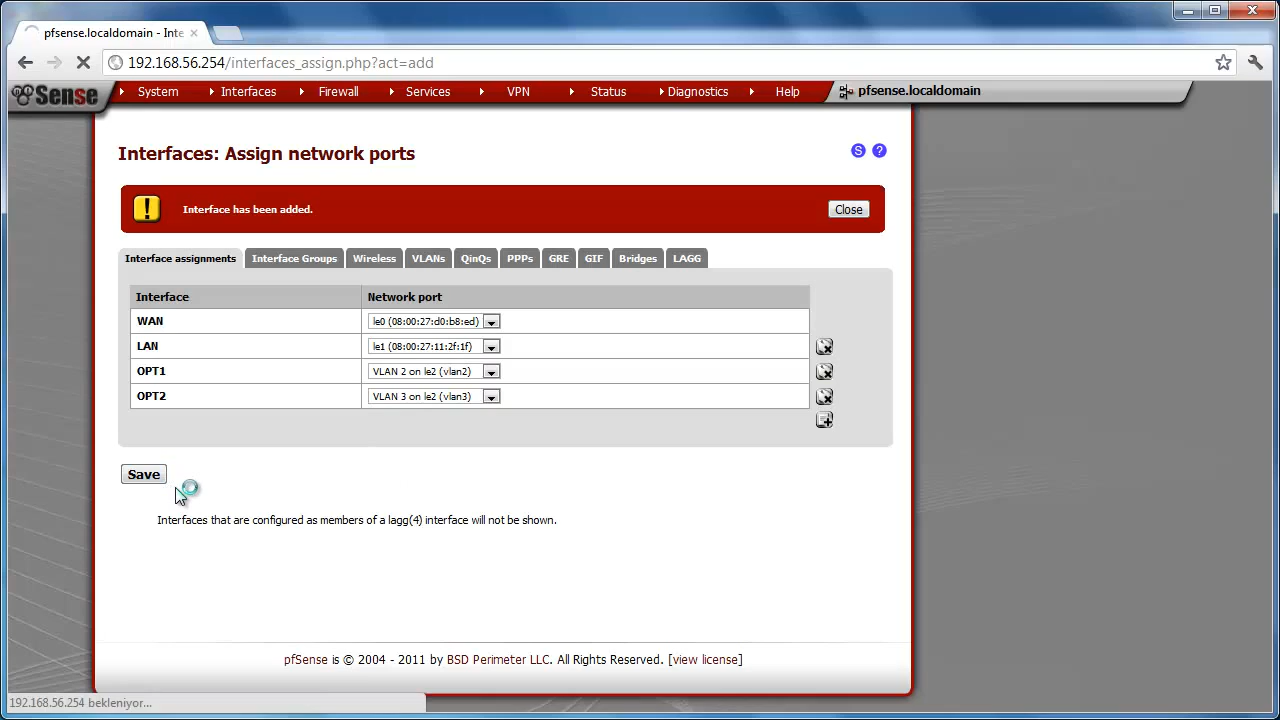 pfsense.localdomain - Inte
192.168.56.254/interfaces_assign.php?act=add
Sense
System
Interfaces
Firewall
Services
VPN
Status
Diagnostics
Help
pfsense.localdomain
Interfaces: Assign network ports
S
?
Interface has been added.
Close
Interface assignments
Interface Groups
Wireless
VLANs
QinQs
PPPs
GRE
GIF
Bridges
LAGG
Interface
Network port
WAN
le0 (08:00:27:d0:b8:ed)
LAN
le1 (08:00:27:11:2f:1f)
OPT1
VLAN 2 on le2 (vlan2)
OPT2
VLAN 3 on le2 (vlan3)
Save
Interfaces that are configured as members of a lagg(4) interface will not be shown.
pfSense is © 2004 - 2011 by BSD Perimeter LLC. All Rights Reserved. [view license]
192.168.56.254 bekleniyor...